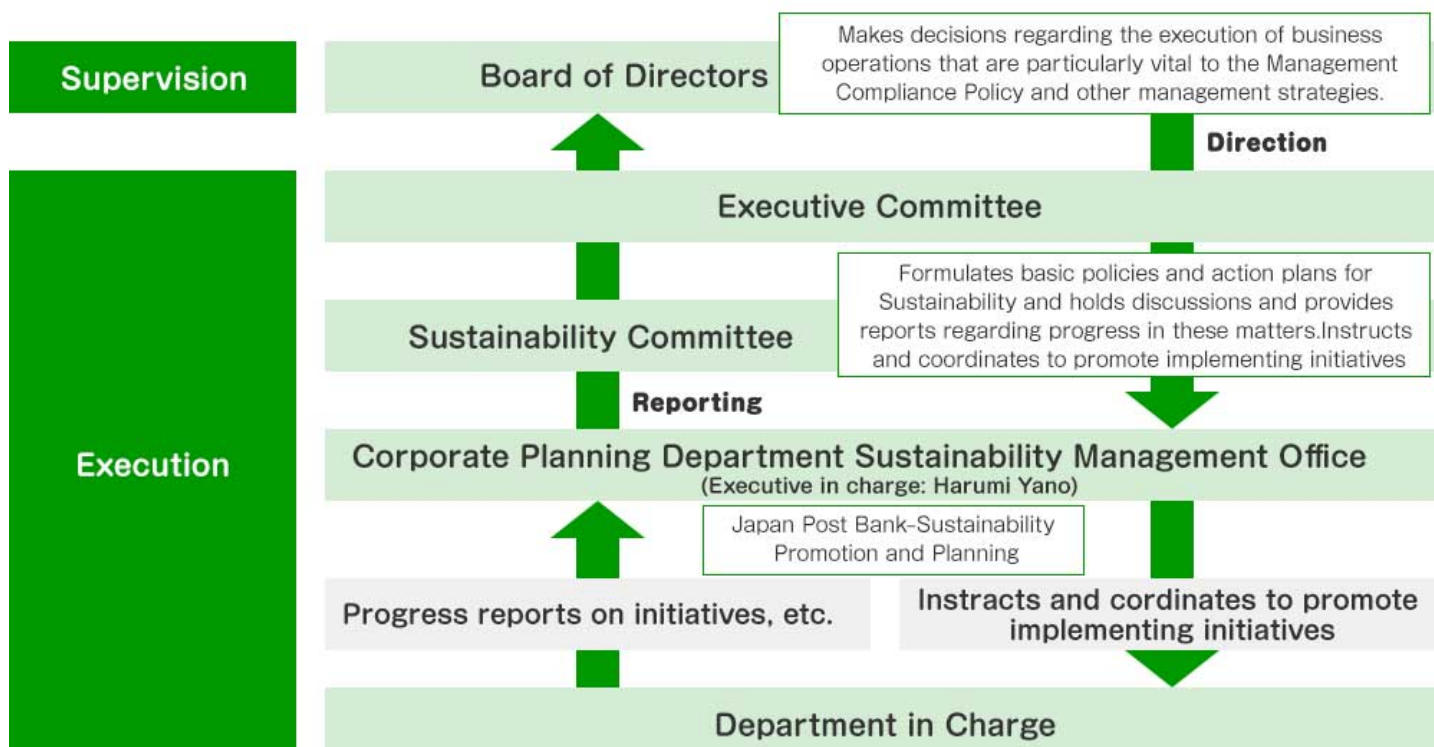 Supervision
Board of Directors
Makes decisions regarding the execution of business
operations that are particularly vital to the Management
Compliance Policy and other management strategies.
Direction
Executive Committee
Sustainability Committee
Formulates basic policies and action plans for
Sustainability and holds discussions and provides
reports regarding progress in these matters.Instructs
and coordinates to promote implementing initiatives
Reporting
Execution
Corporate Planning Department Sustainability Management Office
(Executive in charge: Harumi Yano)
Japan Post Bank-Sustainability
Promotion and Planning
Progress reports on initiatives, etc.
Instracts and cordinates to promote
implementing initiatives
Department in Charge